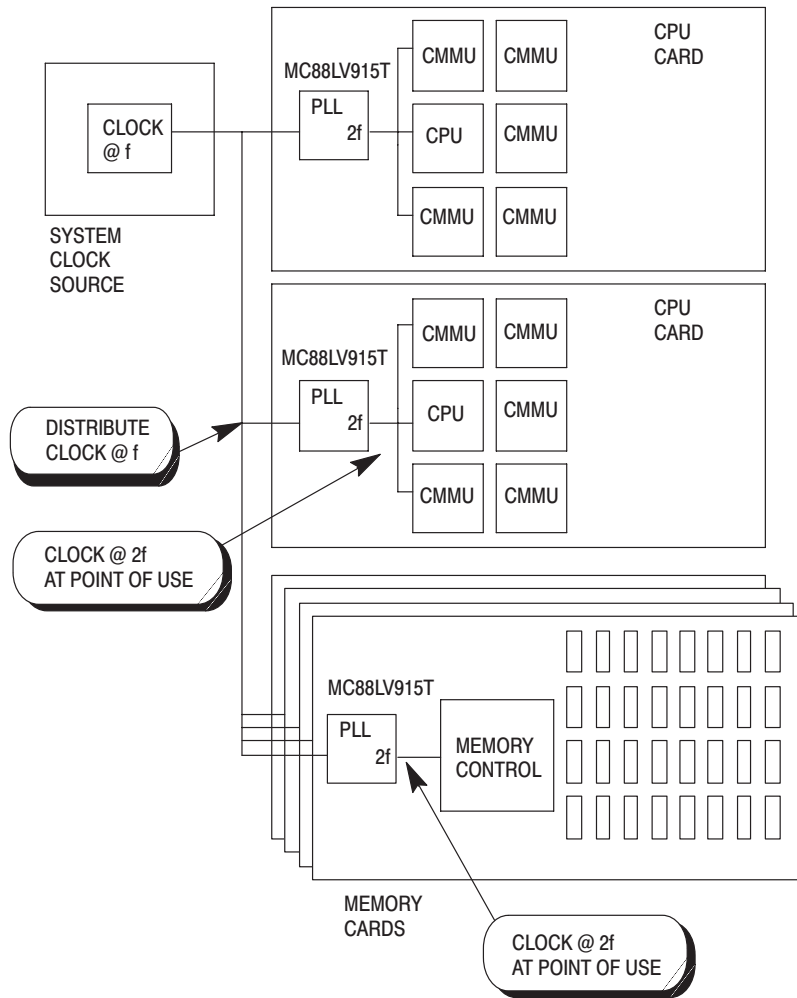 CPU
CARD
CMMU
CMMU
MC88LV915T
PLL
2f
CLOCK
@ f
CPU
CMMU
CMMU
CMMU
SYSTEM
CLOCK
SOURCE
CPU
CARD
CMMU
CMMU
MC88LV915T
PLL
2f
CPU
CMMU
DISTRIBUTE
CLOCK @ f
CMMU
CMMU
CLOCK @ 2f
AT POINT OF USE
MC88LV915T
PLL
2f
MEMORY
CONTROL
MEMORY
CARDS
CLOCK @ 2f
AT POINT OF USE